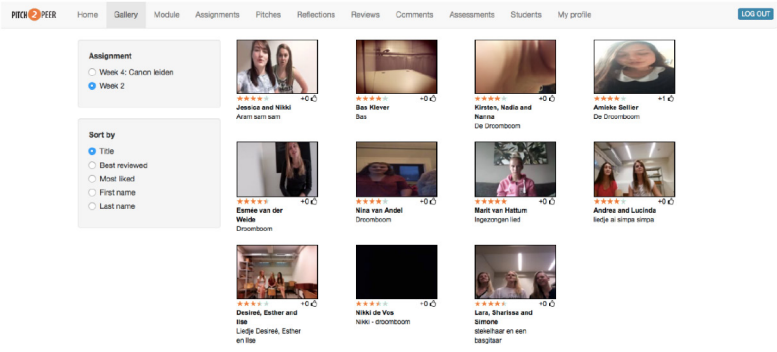 PITCH2PEER Home Gallery Module Assignments Pitches Reflections Reviews Comments Assessments Students My profile LOG OUT
Assignment
Week 4: Canon leiden
Week 2
Sort by
Title
Best reviewed
Most liked
First name
Last name
+0
Jessica and Nikki
Aram sam sam
+0
Bas Klever
Bas
+0
Kirsten, Nadia and
Nanna
De Droomboom
+1
Amiske Sellier
De Droomboom
+0
Esmée van der
Weide
Droomboom
+0
Nina van Andel
Droomboom
+0
Marit van Hattum
Ingezongen lied
+0
Andrea and Lucinda
liedje ai simpa simpa
+0
Desireé, Esther and
Ilse
Liedje Desireé, Esther
en Ilse
+0
Nikki de Vos
Nikki - droomboom
+0
Lara, Sharissa and
Simone
stekelhaar en een
basgitaar